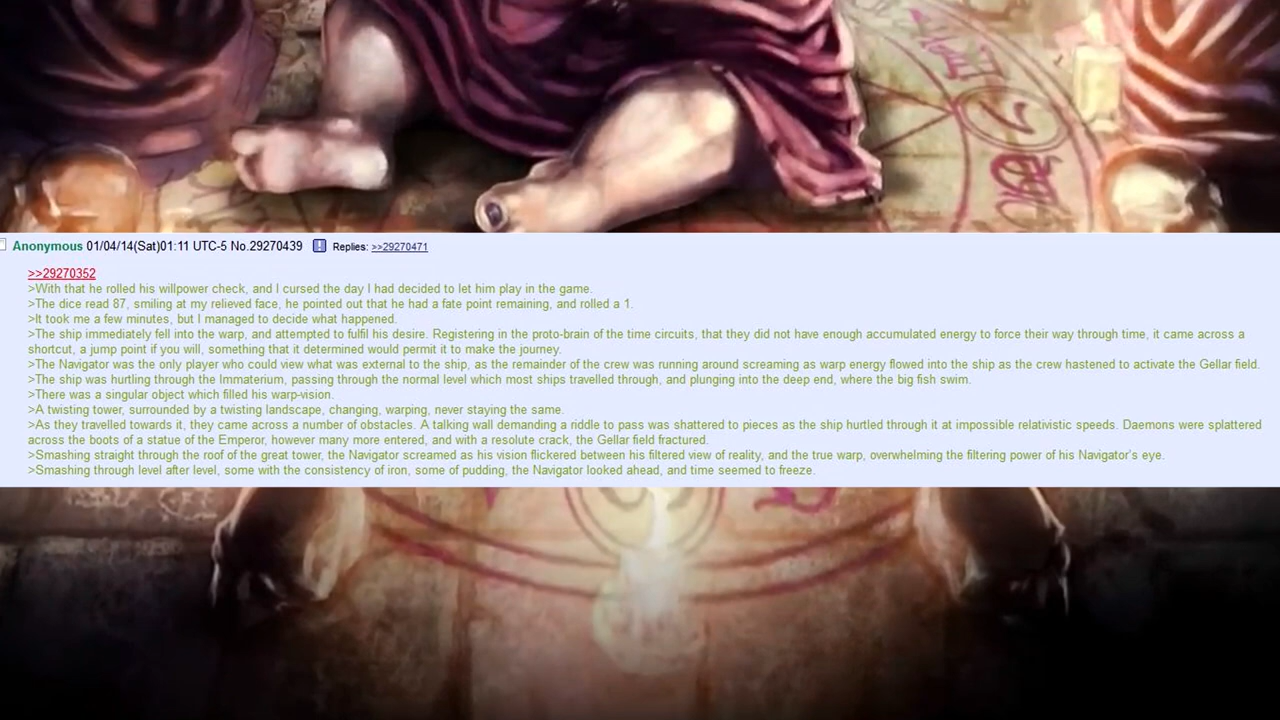 Anonymous 01/04/14(Sat)01:11 UTC-5 No.29270439 Replies: >>29270471
>>29270352
>With that he rolled his willpower check, and I cursed the day I had decided to let him play in the game.
>The dice read 87, smiling at my relieved face, he pointed out that he had a fate point remaining, and rolled a 1.
>It took me a few minutes, but I managed to decide what happened.
>The ship immediately fell into the warp, and attempted to fulfil his desire. Registering in the proto-brain of the time circuits, that they did not have enough accumulated energy to force their way through time, it came across a
shortcut, a jump point if you will, something that it determined would permit it to make the journey.
>The Navigator was the only player who could view what was external to the ship, as the remainder of the crew was running around screaming as warp energy flowed into the ship as the crew hastened to activate the Gellar field.
>The ship was hurtling through the Immaterium, passing through the normal level which most ships travelled through, and plunging into the deep end, where the big fish swim.
>There was a singular object which filled his warp-vision.
>A twisting tower, surrounded by a twisting landscape, changing, warping, never staying the same.
>As they travelled towards it, they came across a number of obstacles. A talking wall demanding a riddle to pass was shattered to pieces as the ship hurtled through it at impossible relativistic speeds. Daemons were splattered
across the boots of a statue of the Emperor, however many more entered, and with a resolute crack, the Gellar field fractured.
>Smashing straight through the roof of the great tower, the Navigator screamed as his vision flickered between his filtered view of reality, and the true warp, overwhelming the filtering power of his Navigator's eye.
>Smashing through level after level, some with the consistency of iron, some of pudding, the Navigator looked ahead, and time seemed to freeze.